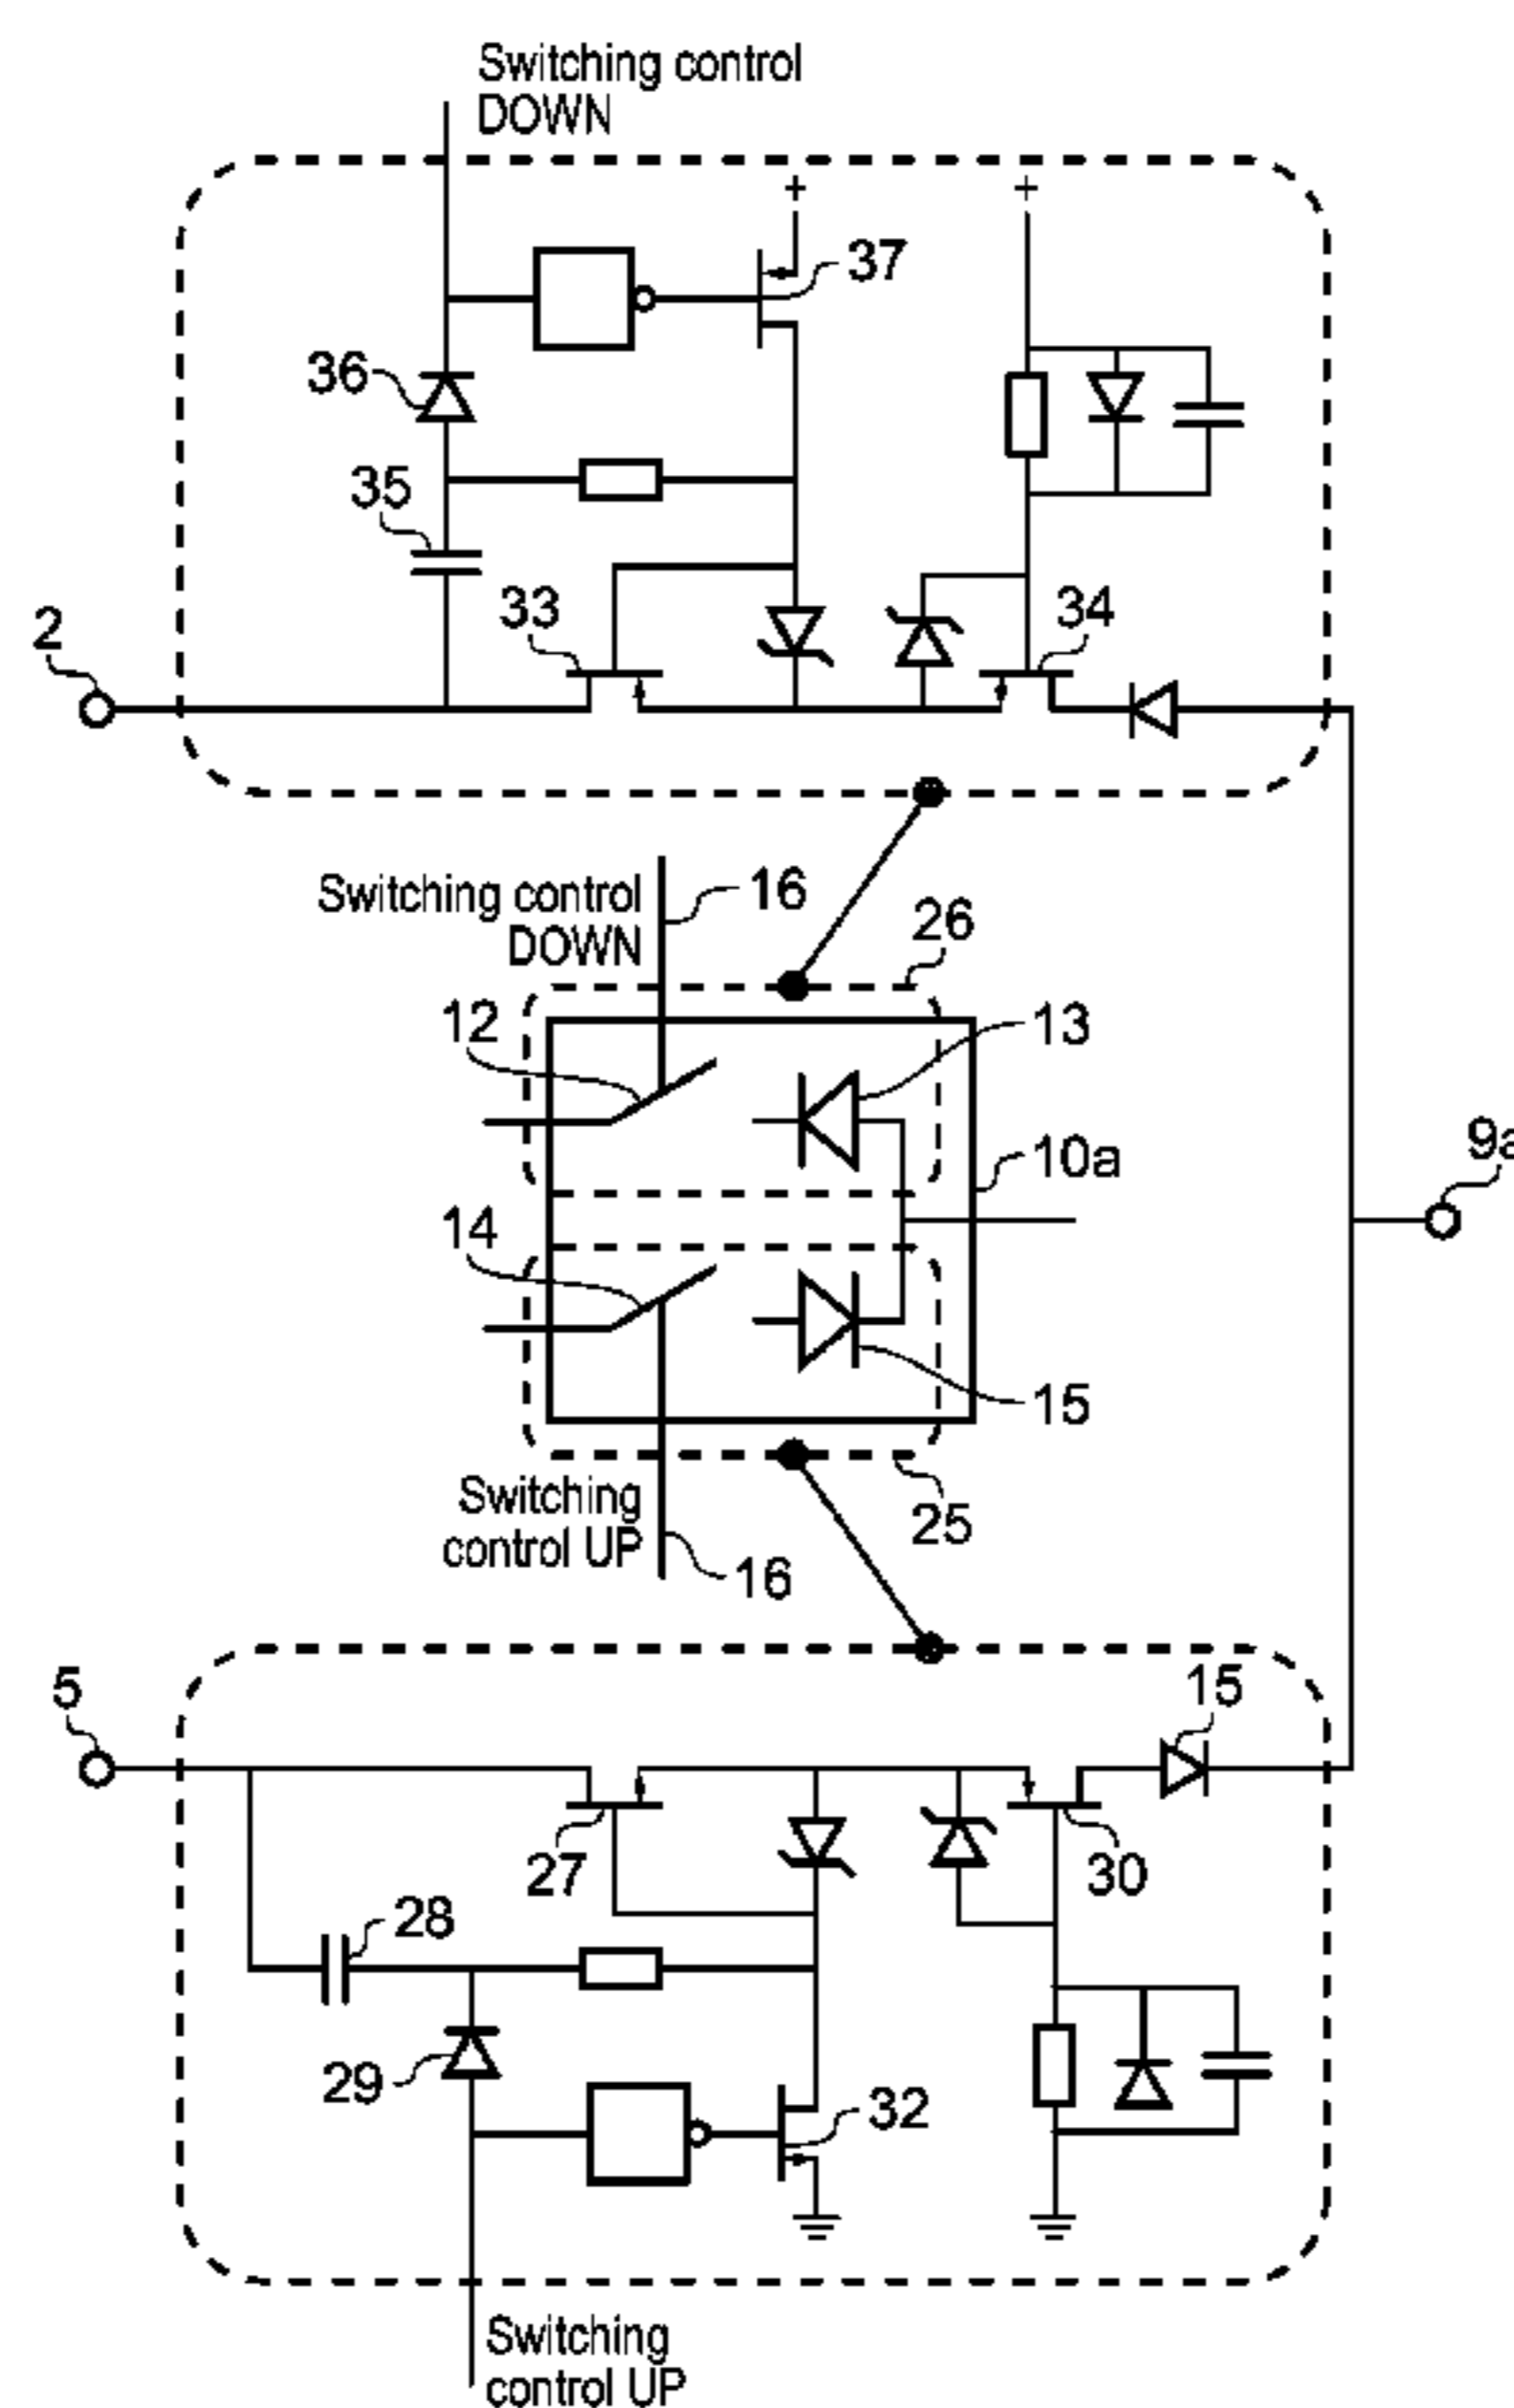 Switching control
DOWN
+
+
37
36
35
33
34
2
Switching control
DOWN
16
26
12
13
10a
9a
14
15
Switching
control UP
16
25
5
15
27
30
28
29
32
Switching
control UP